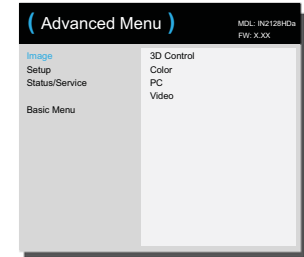 ( Advanced Menu )
MDL: IN2128HDa
FW: X.XX
Image
Setup
Status/Service
Basic Menu
3D Control
Color
PC
Video